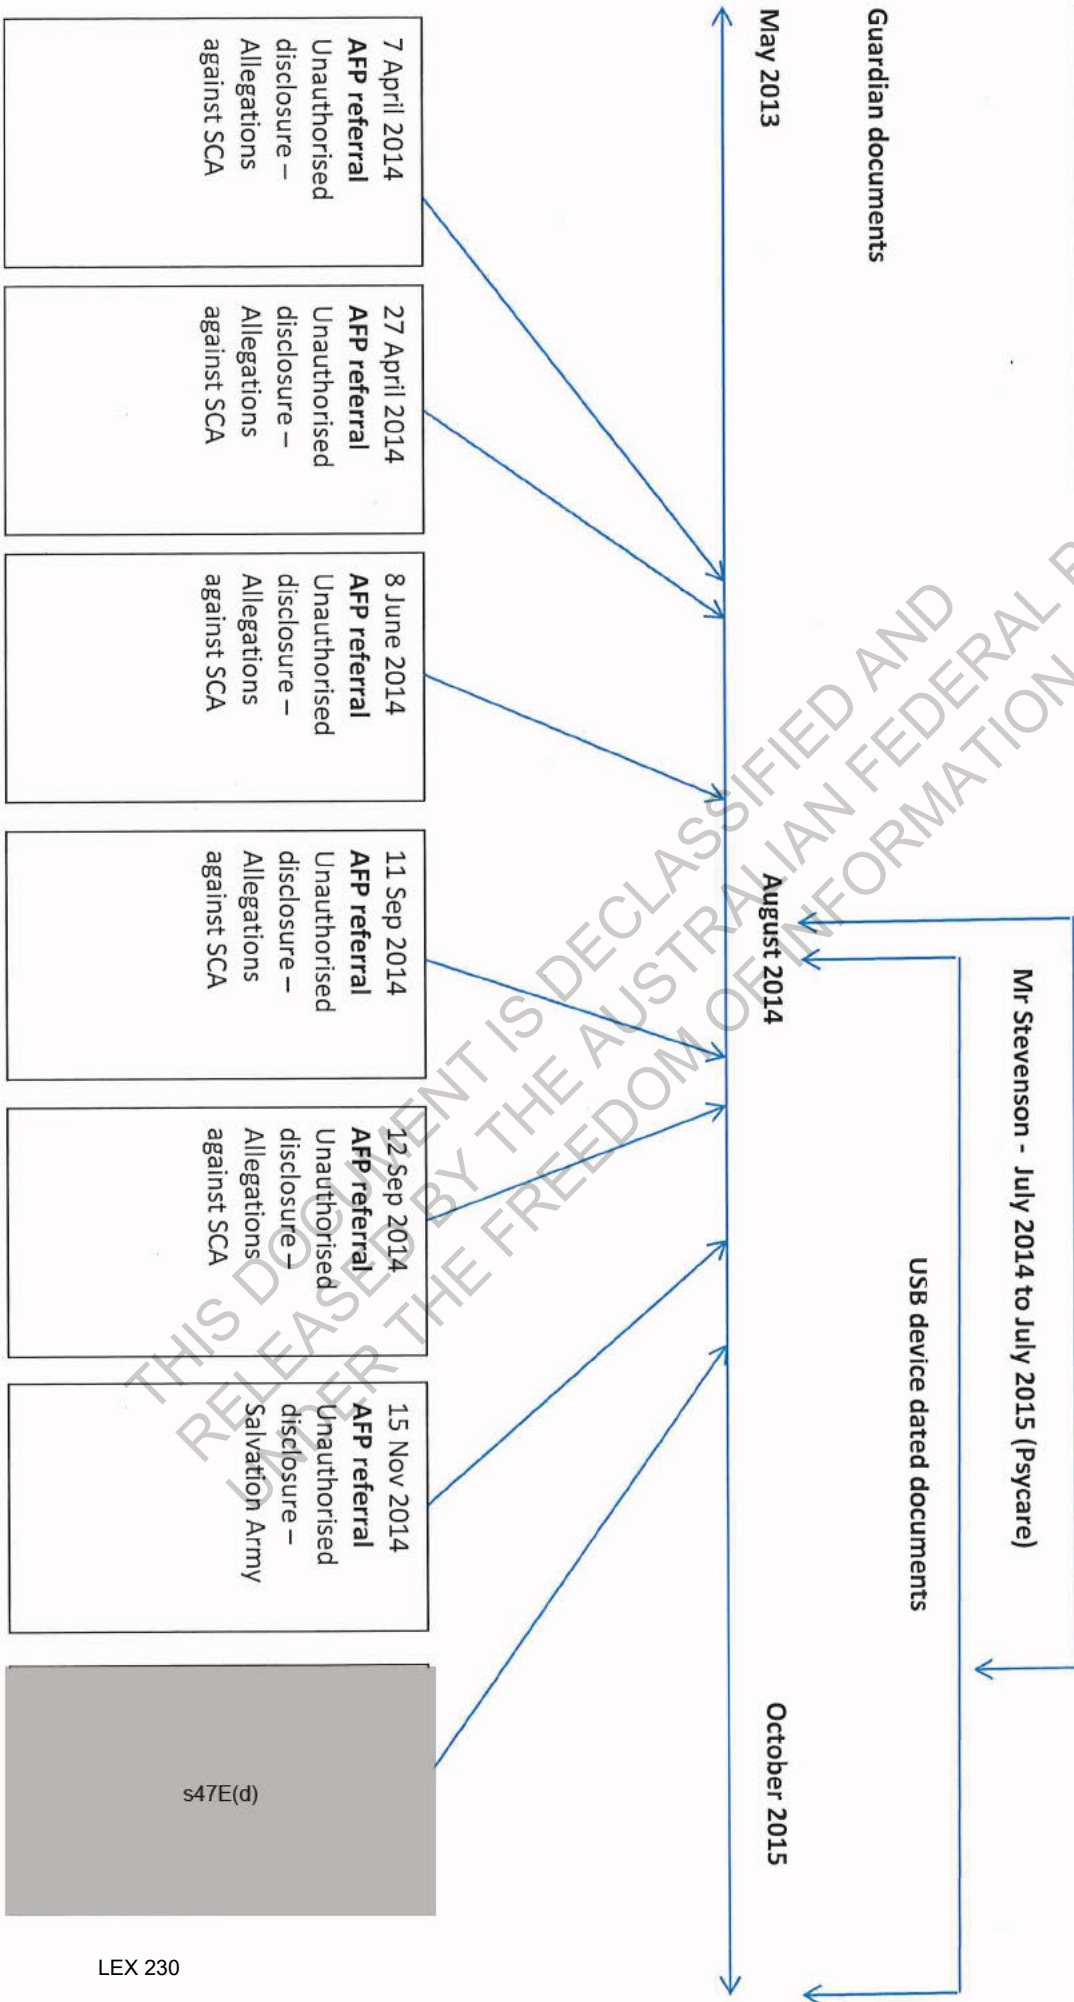 Mr Stevenson - July 2014 to July 2015 (Psycare)
USB device dated documents
Guardian documents
May 2013
August 2014
October 2015
7 April 2014
AFP referral
Unauthorised
disclosure –
Allegations
against SCA
27 April 2014
AFP referral
Unauthorised
disclosure –
Allegations
against SCA
8 June 2014
AFP referral
Unauthorised
disclosure –
Allegations
against SCA
11 Sep 2014
AFP referral
Unauthorised
disclosure –
Allegations
against SCA
12 Sep 2014
AFP referral
Unauthorised
disclosure –
Allegations
against SCA
15 Nov 2014
AFP referral
Unauthorised
disclosure –
Salvation Army
s47E(d)
THIS DOCUMENT IS DECLASSIFIED AND
RELEASED BY THE AUSTRALIAN FEDERAL
UNDER THE FREEDOM OF INFORMATION
LEX 230